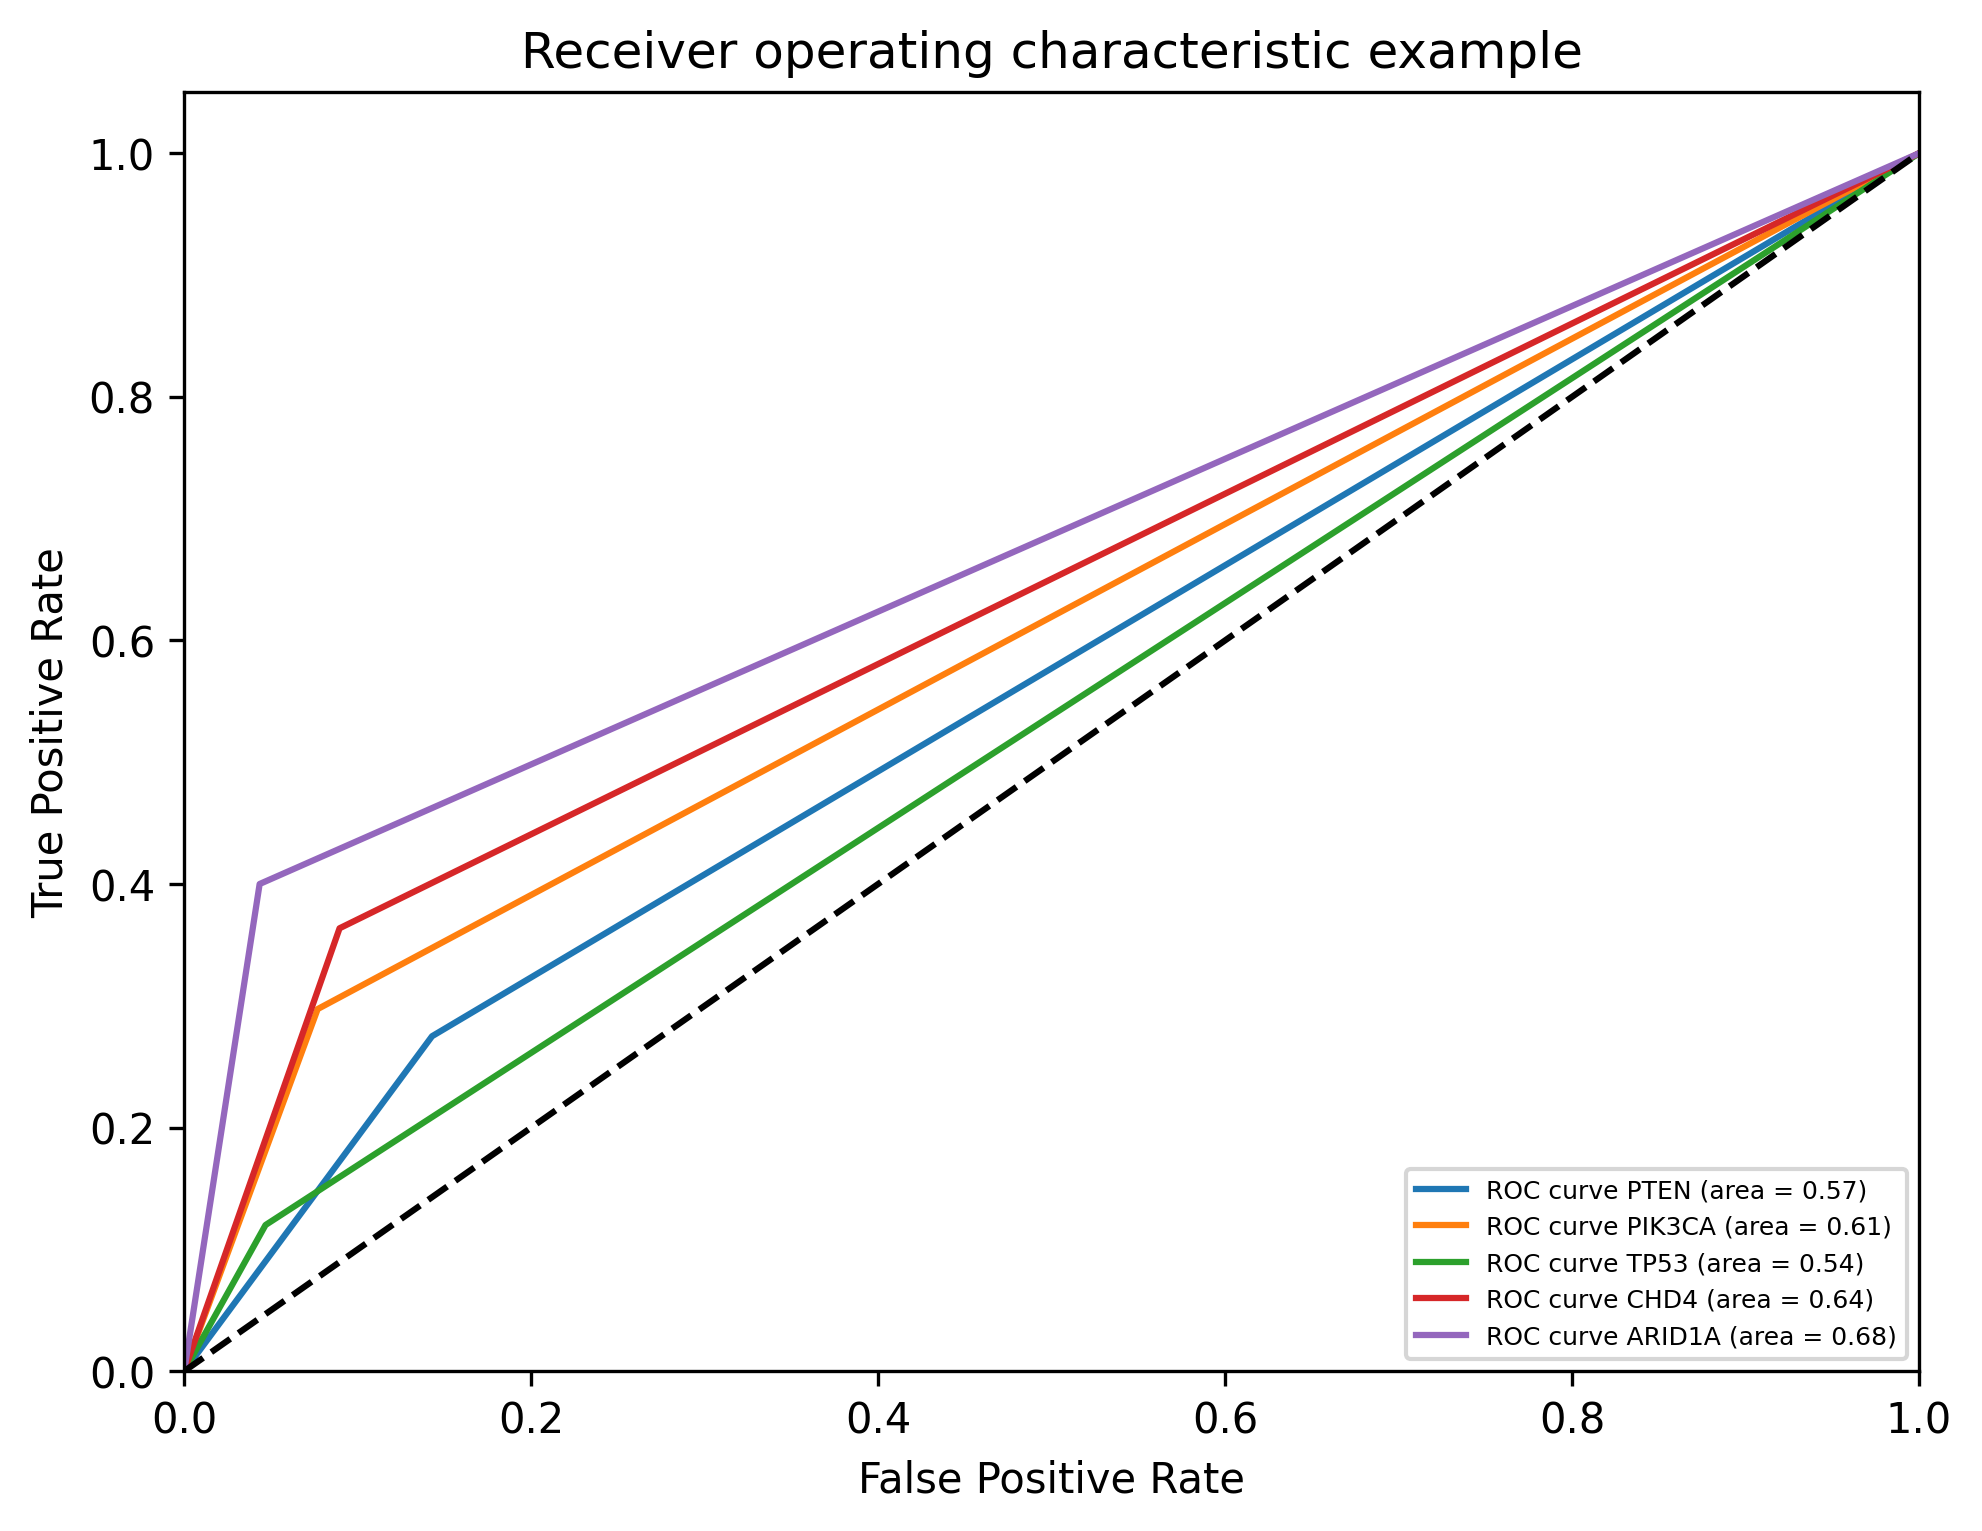 Receiver operating characteristic example
1.0
0.8
0.6
0.4
0.2
0.0
True Positive Rate
ROC curve PTEN (area = 0.57)
ROC curve PIK3CA (area = 0.61)
ROC curve TP53 (area = 0.54)
ROC curve CHD4 (area = 0.64)
ROC curve ARID1A (area = 0.68)
0.0 0.2 0.4 0.6 0.8 1.0
False Positive Rate